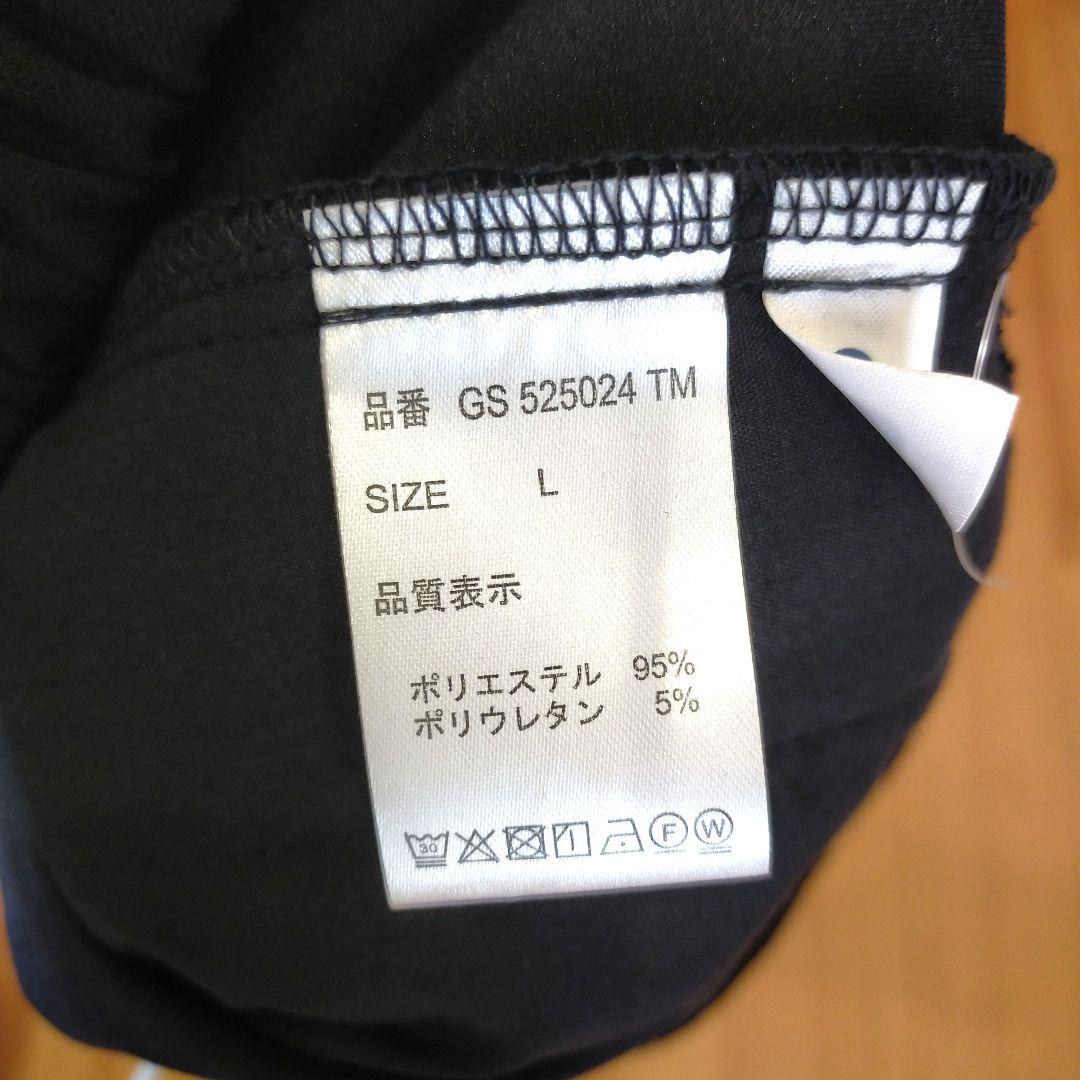 品番 GS 525024 TM
SIZE L
品質表示
ポリエステル 95%
ポリウレタン 5%
30 F W